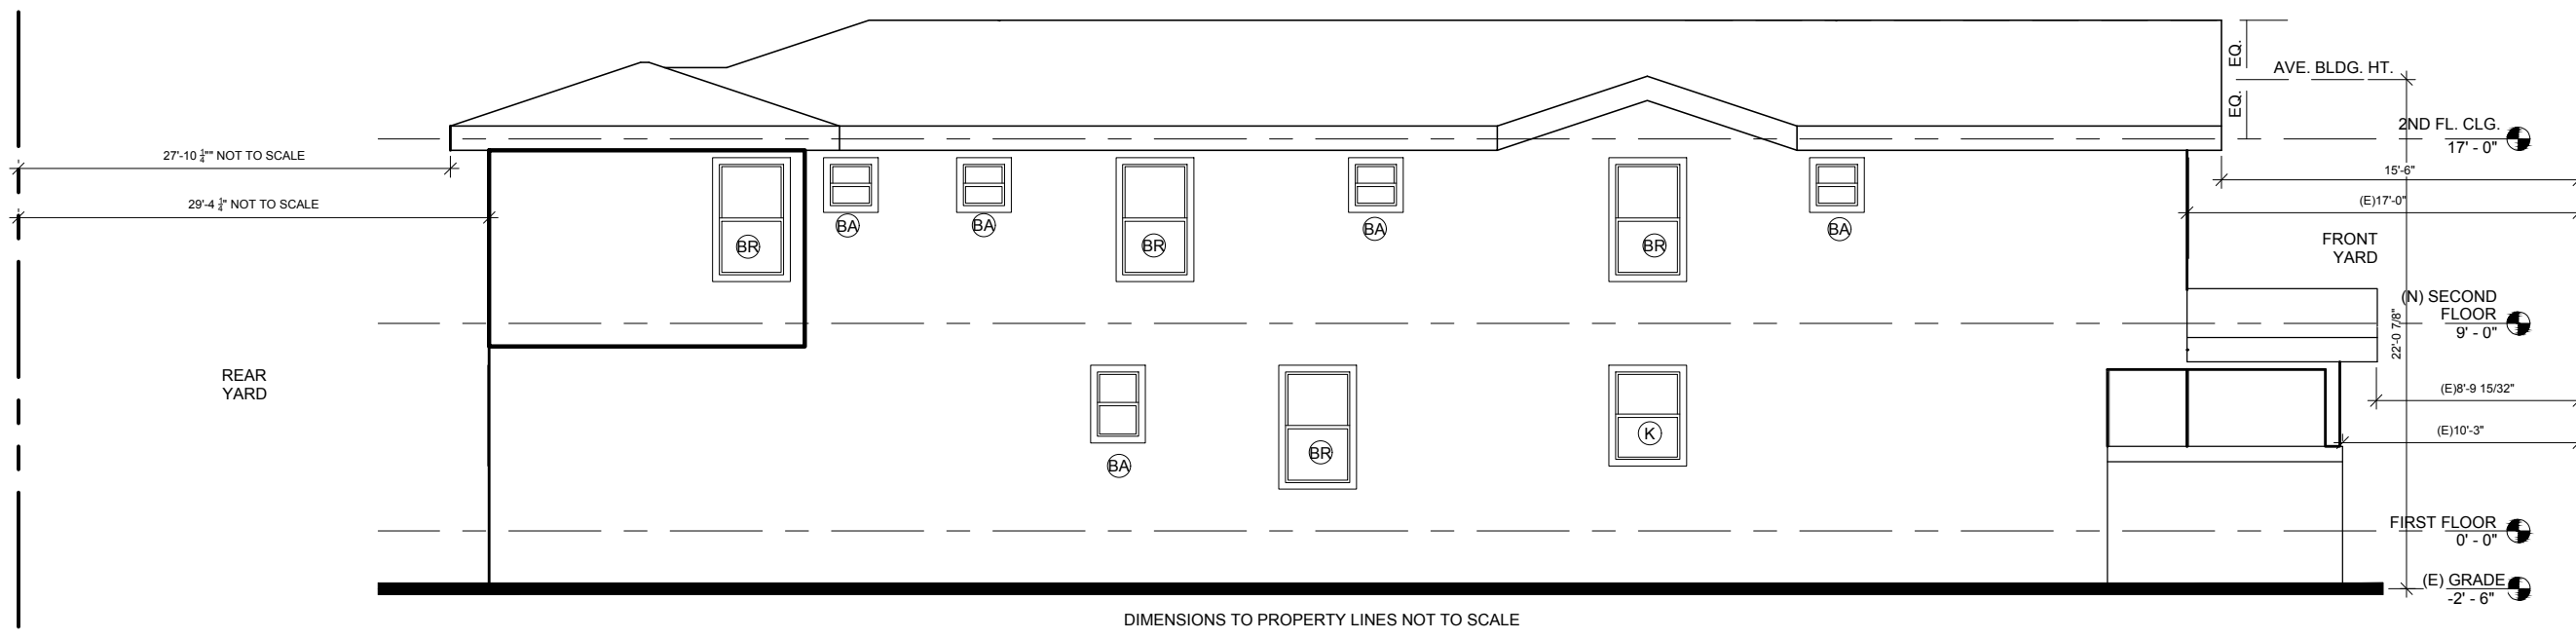 EQ.
AVE. BLDG. HT.
EQ.
2ND FL. CLG.
17' - 0"
27'-10 ¼"" NOT TO SCALE
15'-6"
29'-4 ¼" NOT TO SCALE
(E)17'-0"
BA
BA
BA
BA
BR
BR
BR
FRONT
YARD
(N) SECOND
FLOOR
9' - 0"
22'-0 7/8"
REAR
YARD
(E)8'-9 15/32"
(E)10'-3"
K
BR
BA
FIRST FLOOR
0' - 0"
(E) GRADE
-2' - 6"
DIMENSIONS TO PROPERTY LINES NOT TO SCALE